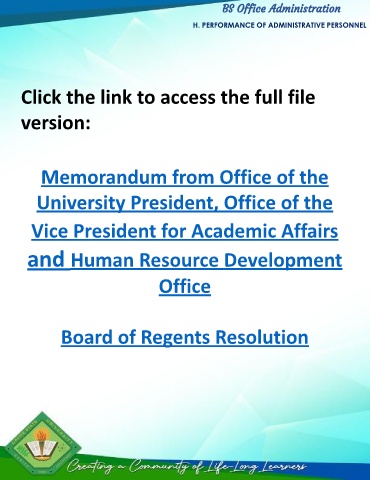 BS Office Administration
H. PERFORMANCE OF ADMINISTRATIVE PERSONNEL
Click the link to access the full file
version:
Memorandum from Office of the
University President, Office of the
Vice President for Academic Affairs
and Human Resource Development
Office
Board of Regents Resolution
Creating a Community of Life-Long Learners